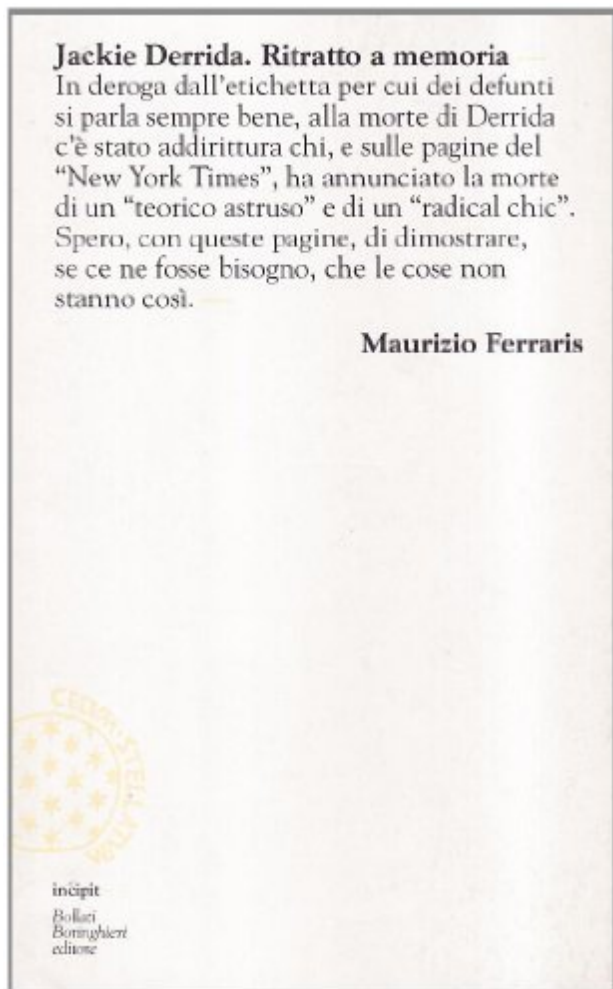 Jackie Derrida. Ritratto a memoria
In deroga dall'etichetta per cui dei defunti
si parla sempre bene, alla morte di Derrida
c'è stato addirittura chi, e sulle pagine del
“New York Times”, ha annunciato la morte
di un “teorico astruso” e di un “radical chic”.
Spero, con queste pagine, di dimostrare,
se ce ne fosse bisogno, che le cose non
stanno così.
Maurizio Ferraris
incipit
Bollati
Boringhieri
editore